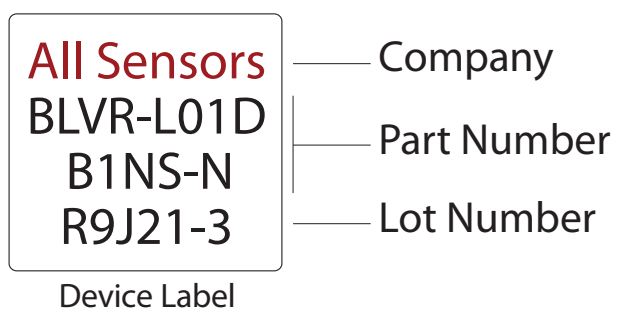 All Sensors
BLVR-L01D
B1NS-N
R9J21-3
Company
Part Number
Lot Number
Device Label